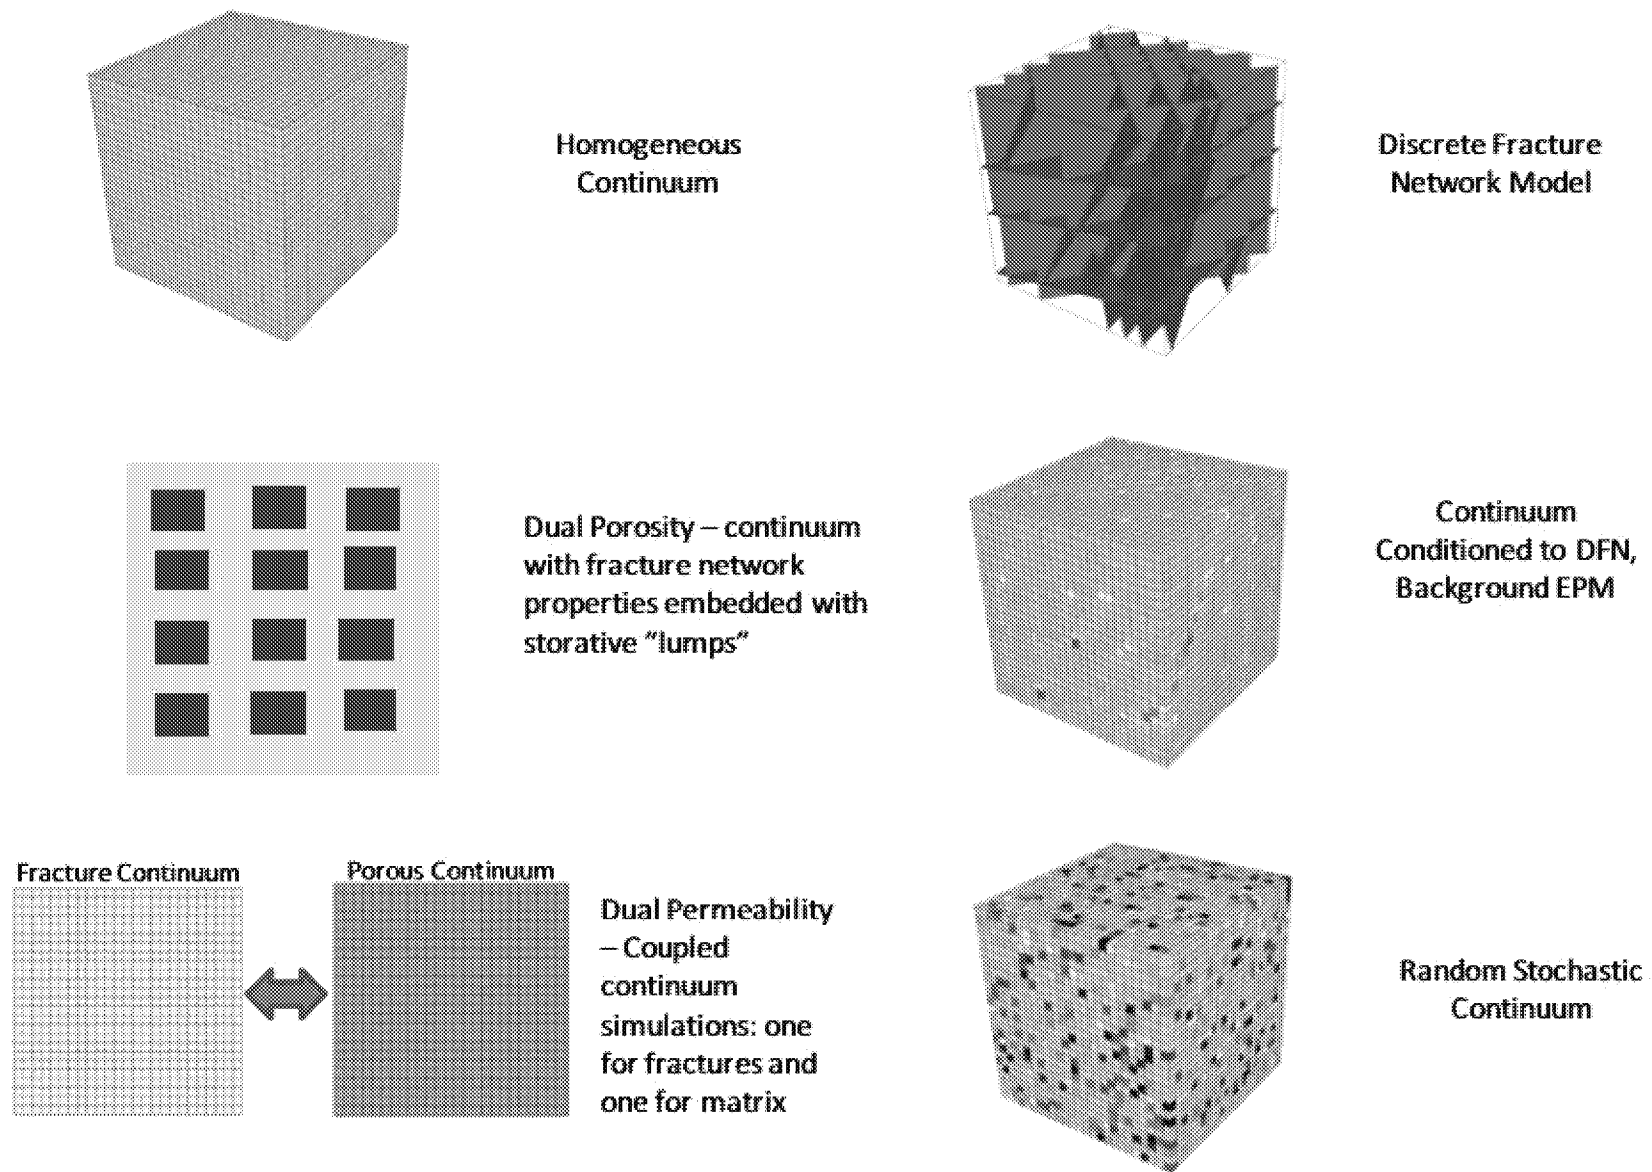 Homogeneous
Continuum
Discrete Fracture
Network Model
Dual Porosity – continuum
with fracture network
properties embedded with
storative “lumps”
Continuum
Conditioned to DFN,
Background EPM
Fracture Continuum
Porous Continuum
Dual Permeability
– Coupled
continuum
simulations: one
for fractures and
one for matrix
Random Stochastic
Continuum